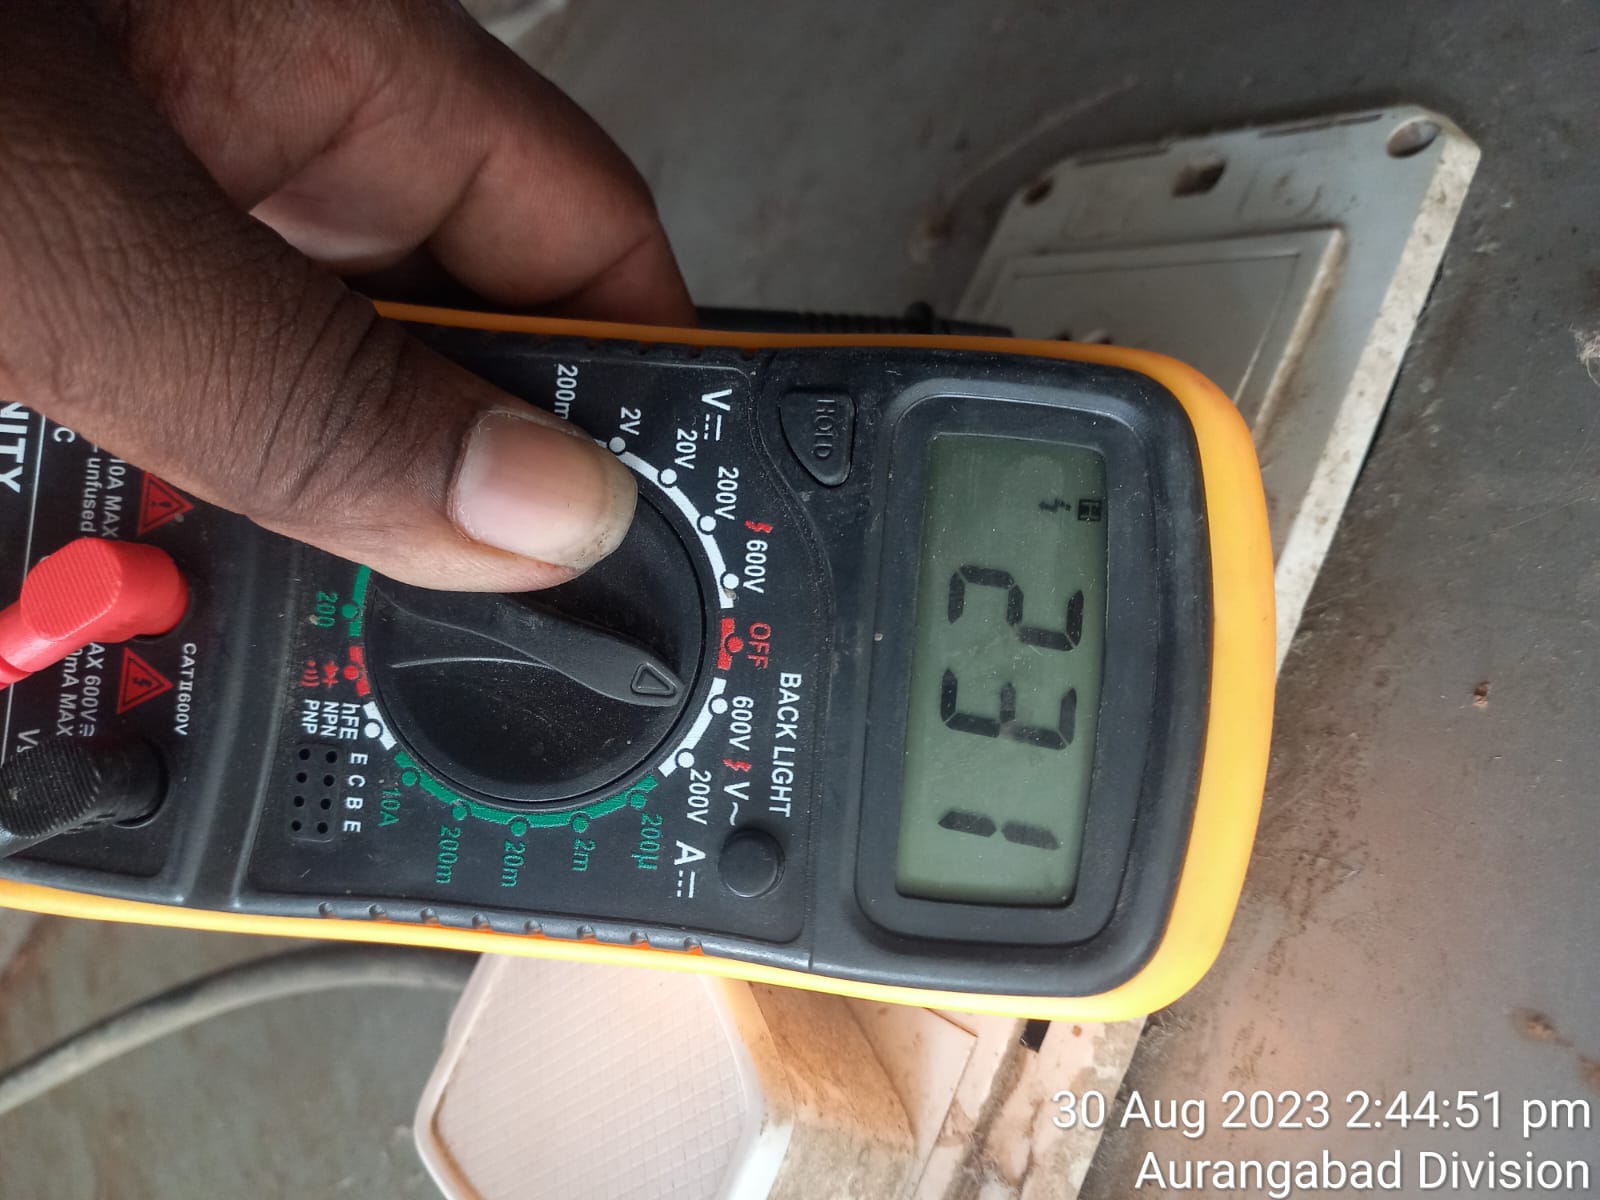 HOLD
H
231
V⎓
200m
2V
20V
200V
600V
OFF
600V
V~
200V
BACK LIGHT
A⎓
200µ
2m
20m
200m
10A
hFE
NPN
PNP
E C B E
200
CATⅡ600V
10A MAX
unfused
MAX
30 Aug 2023 2:44:51 pm
Aurangabad Division